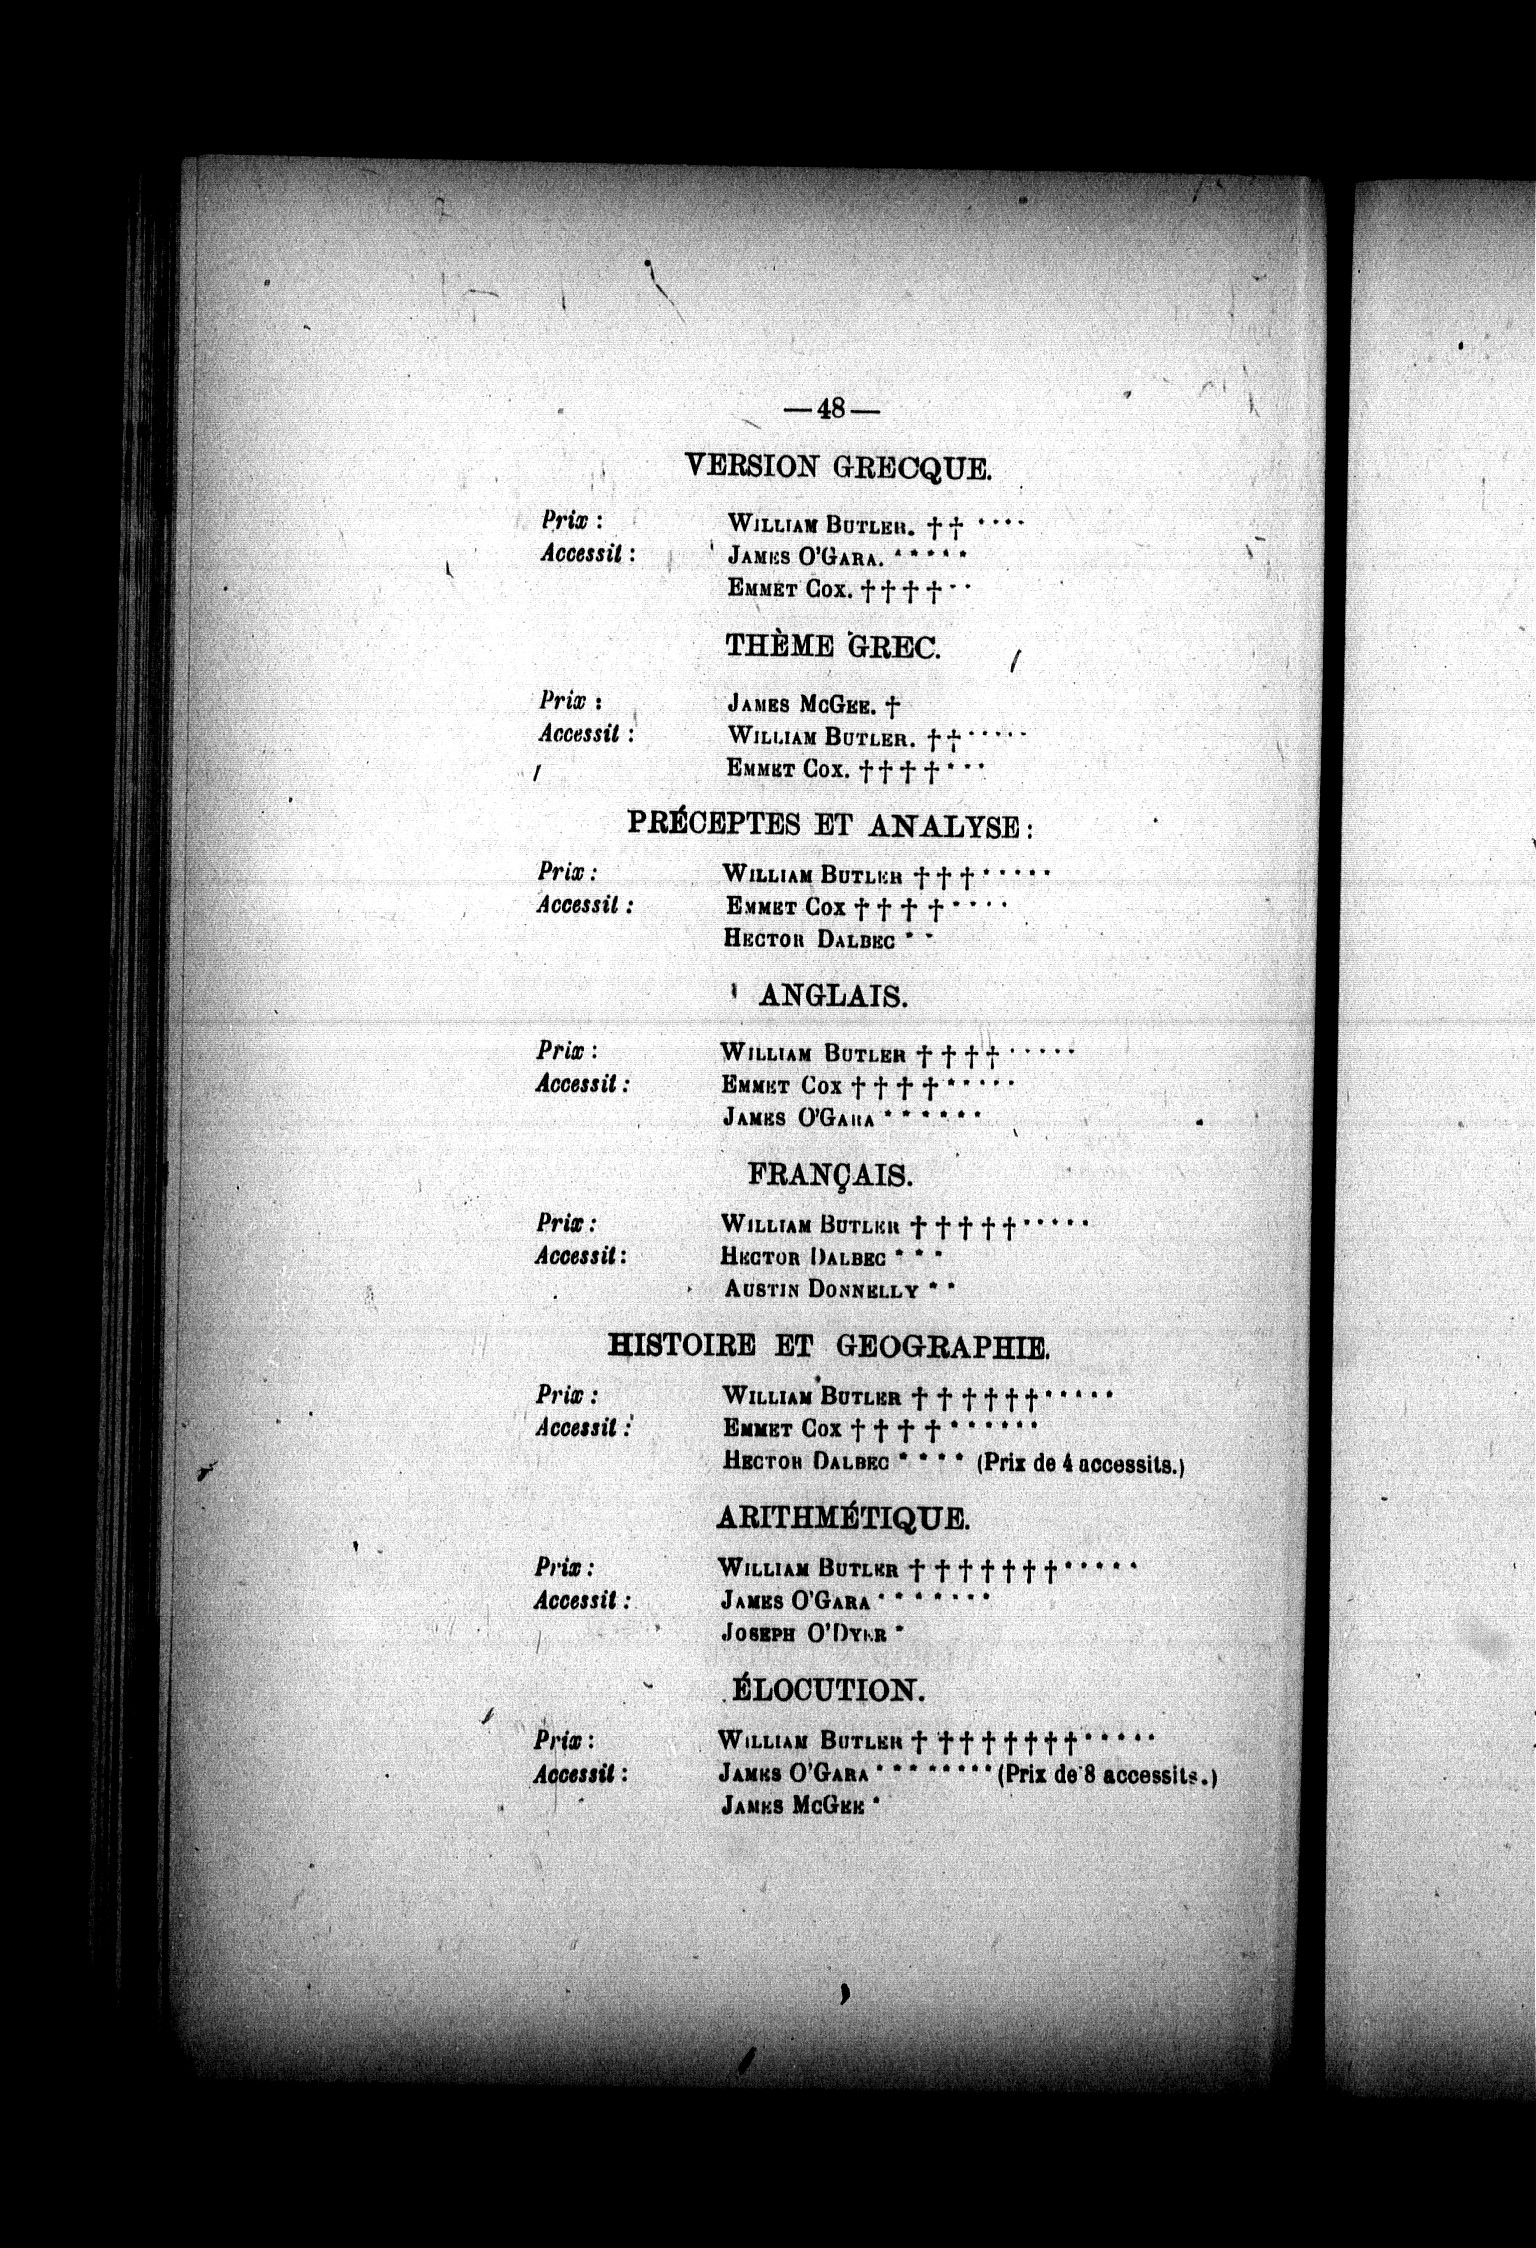 —48—
VERSION GRECQUE.
Prix : WILLIAM BUTLER. †† ****
Accessit : JAMES O'GARA. *****
EMMET COX. ††††**
THÈME GREC.
Prix : JAMES MCGEE. †
Accessit : WILLIAM BUTLER. ††*****
EMMET COX. ††††***
PRÉCEPTES ET ANALYSE :
Prix : WILLIAM BUTLER †††*****
Accessit : EMMET COX ††††****
HECTOR DALBEC **
ANGLAIS.
Prix : WILLIAM BUTLER ††††*****
Accessit : EMMET COX ††††*****
JAMES O'GARA ******
FRANÇAIS.
Prix : WILLIAM BUTLER †††††*****
Accessit : HECTOR DALBEC ***
AUSTIN DONNELLY **
HISTOIRE ET GEOGRAPHIE.
Prix : WILLIAM BUTLER ††††††*****
Accessit : EMMET COX ††††******
HECTOR DALBEC **** (Prix de 4 accessits.)
ARITHMÉTIQUE.
Prix : WILLIAM BUTLER †††††††*****
Accessit : JAMES O'GARA *******
JOSEPH O'DYER *
ÉLOCUTION.
Prix : WILLIAM BUTLER ††††††††*****
Accessit : JAMES O'GARA ******** (Prix de 8 accessits.)
JAMES MCGEE *